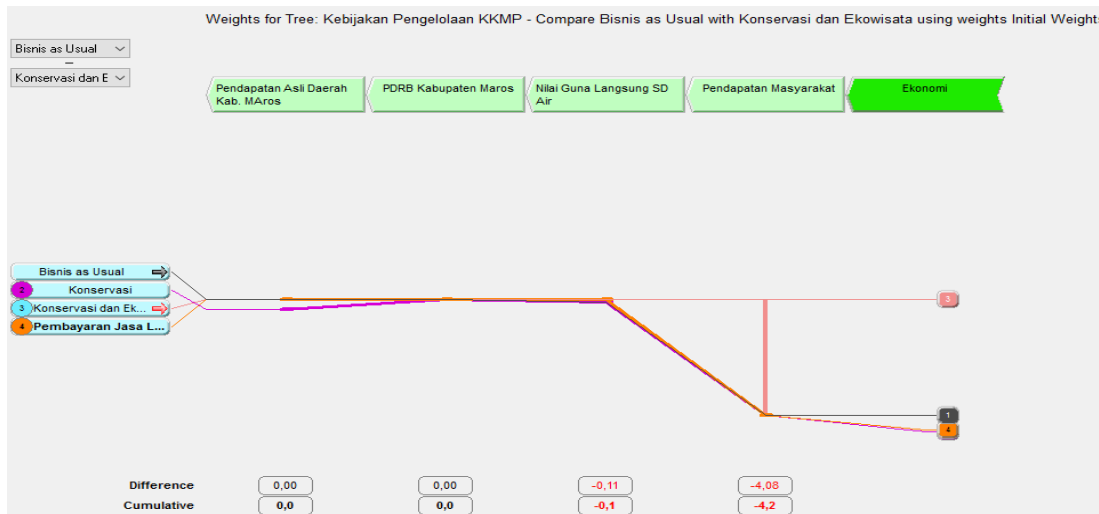 Weights for Tree: Kebijakan Pengelolaan KKMP - Compare Bisnis as Usual with Konservasi dan Ekowisata using weights Initial Weight
Bisnis as Usual
–
Konservasi dan E
Pendapatan Asli Daerah
Kab. MAros
PDRB Kabupaten Maros
Nilai Guna Langsung SD
Air
Pendapatan Masyarakat
Ekonomi
Bisnis as Usual
2 Konservasi
3 Konservasi dan Ek...
4 Pembayaran Jasa L...
3
1
4
Difference 0,00 0,00 -0,11 -4,08
Cumulative 0,0 0,0 -0,1 -4,2